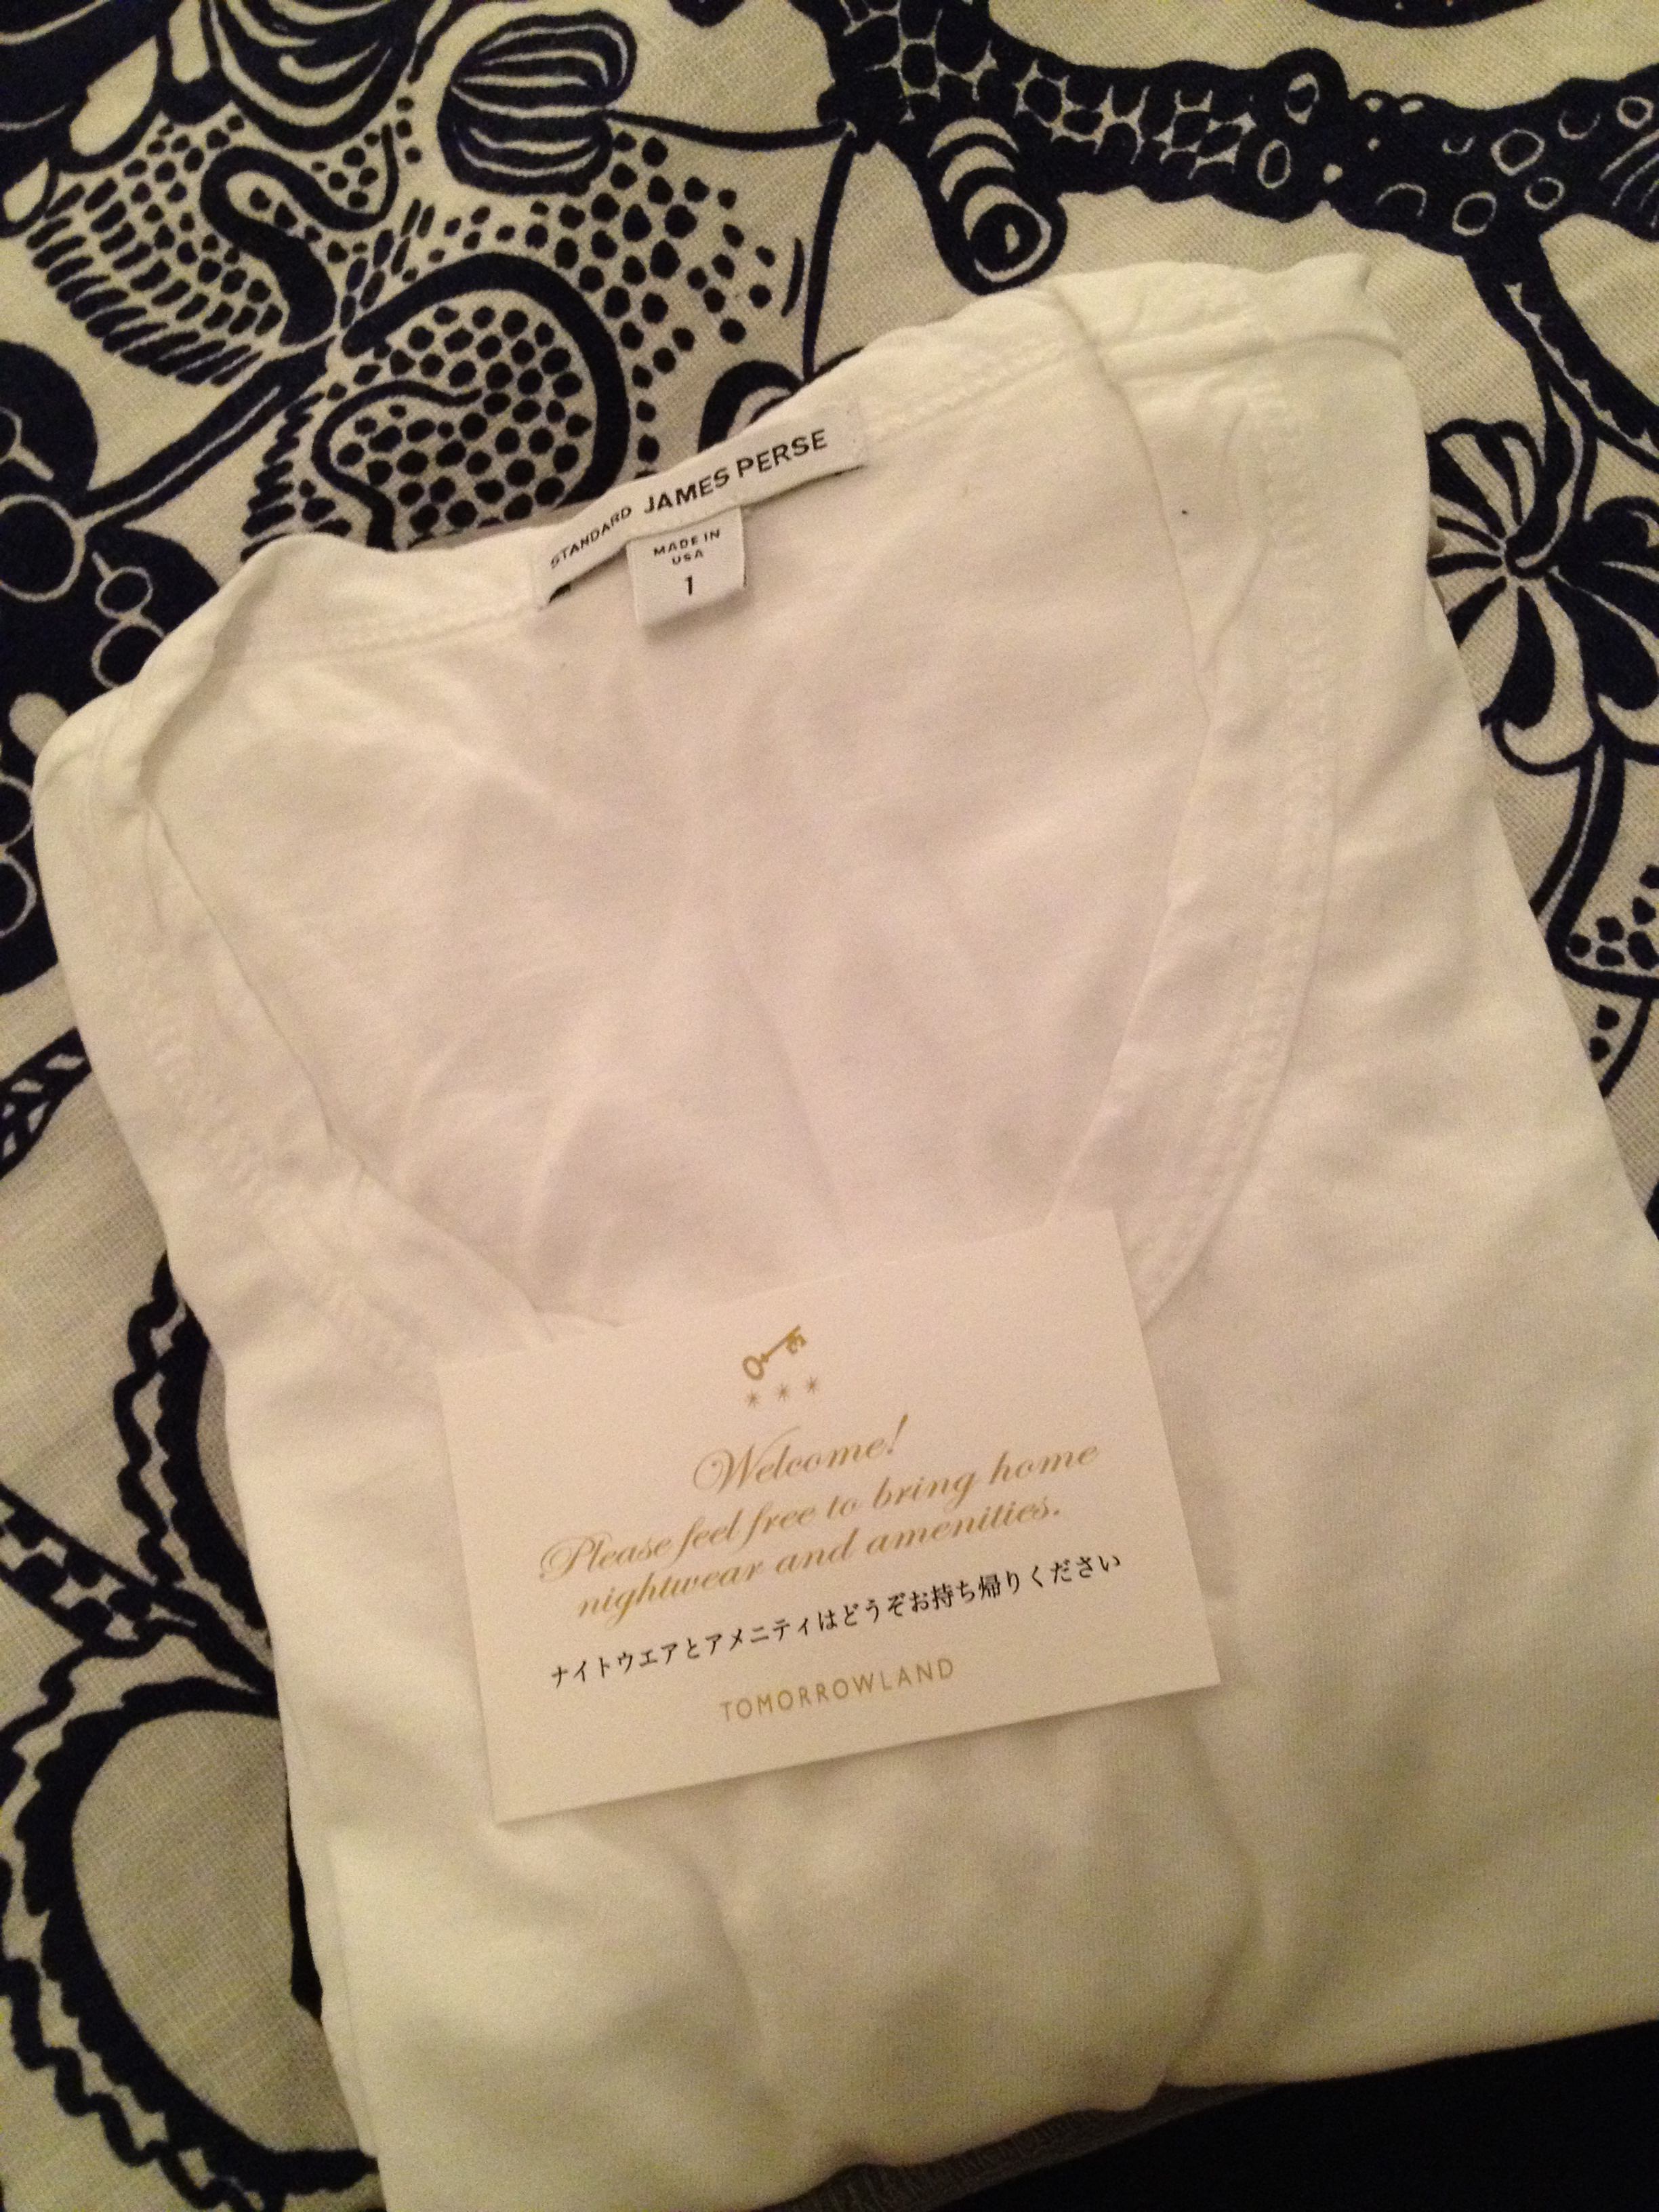 STANDARD JAMES PERSE
MADE IN
USA
1
Welcome!
Please feel free to bring home
nightwear and amenities.
ナイトウエアとアメニティはどうぞお持ち帰りください
TOMORROWLAND